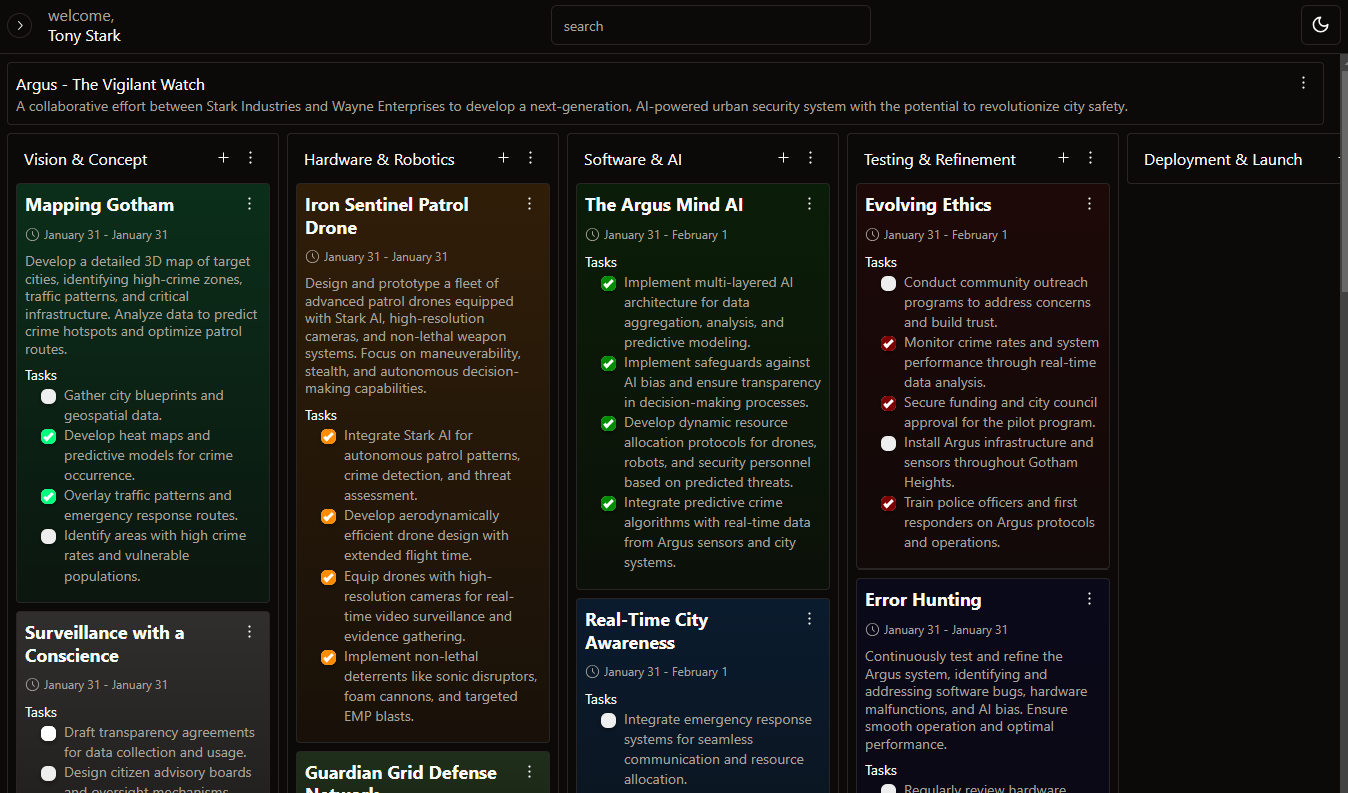 welcome,
Tony Stark
search
Argus - The Vigilant Watch
A collaborative effort between Stark Industries and Wayne Enterprises to develop a next-generation, AI-powered urban security system with the potential to revolutionize city safety.
Vision & Concept
Mapping Gotham
January 31 - January 31
Develop a detailed 3D map of target
cities, identifying high-crime zones,
traffic patterns, and critical
infrastructure. Analyze data to predict
crime hotspots and optimize patrol
routes.
Tasks
Gather city blueprints and
geospatial data.
Develop heat maps and
predictive models for crime
occurrence.
Overlay traffic patterns and
emergency response routes.
Identify areas with high crime
rates and vulnerable
populations.
Surveillance with a
Conscience
January 31 - January 31
Tasks
Draft transparency agreements
for data collection and usage.
Design citizen advisory boards
and oversight mechanisms
Hardware & Robotics
Iron Sentinel Patrol
Drone
January 31 - January 31
Design and prototype a fleet of
advanced patrol drones equipped
with Stark AI, high-resolution
cameras, and non-lethal weapon
systems. Focus on maneuverability,
stealth, and autonomous decision-
making capabilities.
Tasks
Integrate Stark AI for
autonomous patrol patterns,
crime detection, and threat
assessment.
Develop aerodynamically
efficient drone design with
extended flight time.
Equip drones with high-
resolution cameras for real-
time video surveillance and
evidence gathering.
Implement non-lethal
deterrents like sonic disruptors,
foam cannons, and targeted
EMP blasts.
Guardian Grid Defense
Network
Software & AI
The Argus Mind AI
January 31 - February 1
Tasks
Implement multi-layered AI
architecture for data
aggregation, analysis, and
predictive modeling.
Implement safeguards against
AI bias and ensure transparency
in decision-making processes.
Develop dynamic resource
allocation protocols for drones,
robots, and security personnel
based on predicted threats.
Integrate predictive crime
algorithms with real-time data
from Argus sensors and city
systems.
Real-Time City
Awareness
January 31 - February 1
Tasks
Integrate emergency response
systems for seamless
communication and resource
allocation.
Testing & Refinement
Evolving Ethics
January 31 - February 1
Tasks
Conduct community outreach
programs to address concerns
and build trust.
Monitor crime rates and system
performance through real-time
data analysis.
Secure funding and city council
approval for the pilot program.
Install Argus infrastructure and
sensors throughout Gotham
Heights.
Train police officers and first
responders on Argus protocols
and operations.
Error Hunting
January 31 - January 31
Continuously test and refine the
Argus system, identifying and
addressing software bugs, hardware
malfunctions, and AI bias. Ensure
smooth operation and optimal
performance.
Tasks
Regularly review hardware
Deployment & Launch